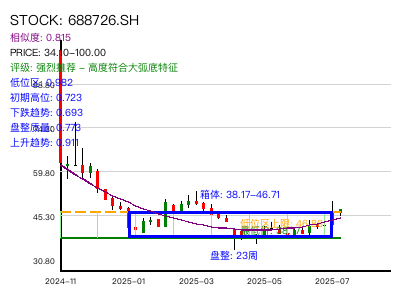 STOCK: 688726.SH
相似度: 0.815
PRICE: 34.10-100.00
评级: 强烈推荐 - 高度符合大弧底特征
低位区: 0.982
初期高位: 0.723
下跌趋势: 0.693
盘整质量: 0.773
上升趋势: 0.911
59.80
45.30
30.80
箱体: 38.17-46.71
盘整: 23周
2024-11
2025-01
2025-03
2025-05
2025-07